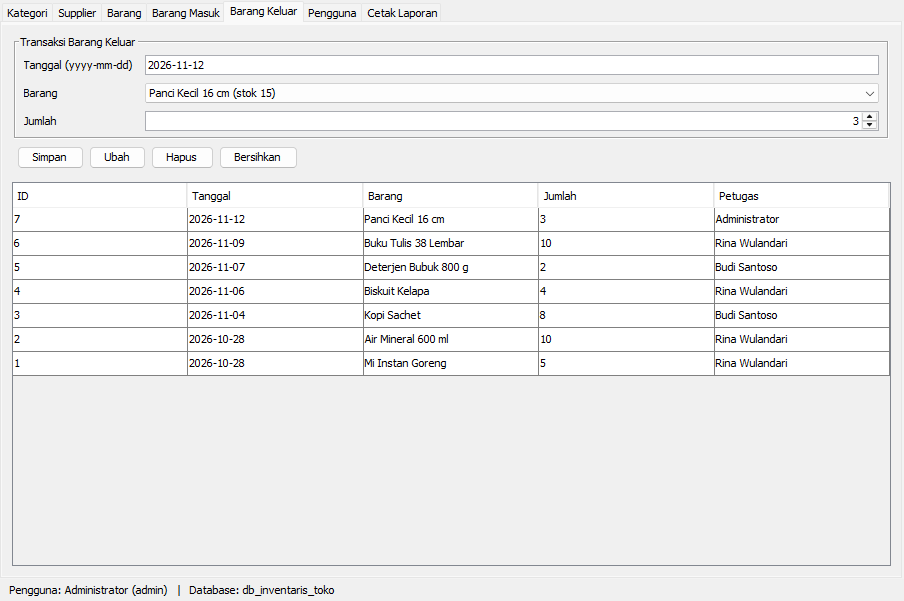 Kategori Supplier Barang Barang Masuk Barang Keluar Pengguna Cetak Laporan
Transaksi Barang Keluar
Tanggal (yyyy-mm-dd) 2026-11-12
Barang Panci Kecil 16 cm (stok 15)
Jumlah 3
Simpan Ubah Hapus Bersihkan
ID Tanggal Barang Jumlah Petugas
7 2026-11-12 Panci Kecil 16 cm 3 Administrator
6 2026-11-09 Buku Tulis 38 Lembar 10 Rina Wulandari
5 2026-11-07 Deterjen Bubuk 800 g 2 Budi Santoso
4 2026-11-06 Biskuit Kelapa 4 Rina Wulandari
3 2026-11-04 Kopi Sachet 8 Budi Santoso
2 2026-10-28 Air Mineral 600 ml 10 Rina Wulandari
1 2026-10-28 Mi Instan Goreng 5 Rina Wulandari
Pengguna: Administrator (admin) | Database: db_inventaris_toko